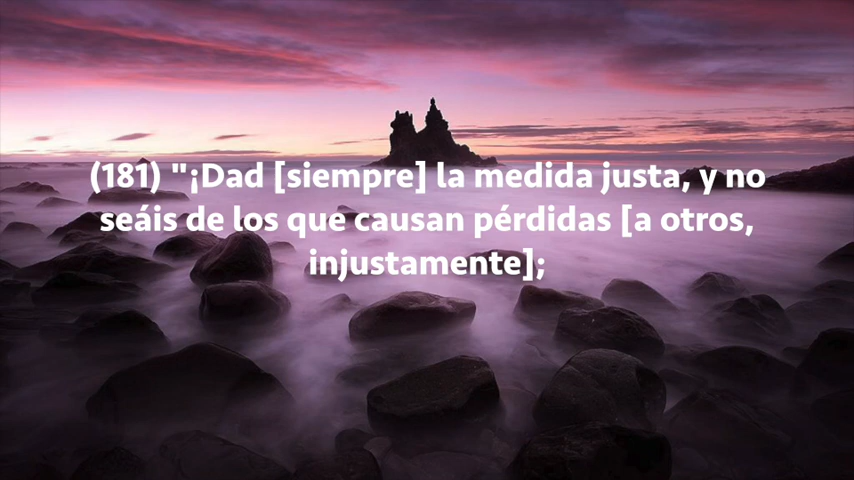 (181) "¡Dad [siempre] la medida justa, y no
seáis de los que causan pérdidas [a otros,
injustamente];